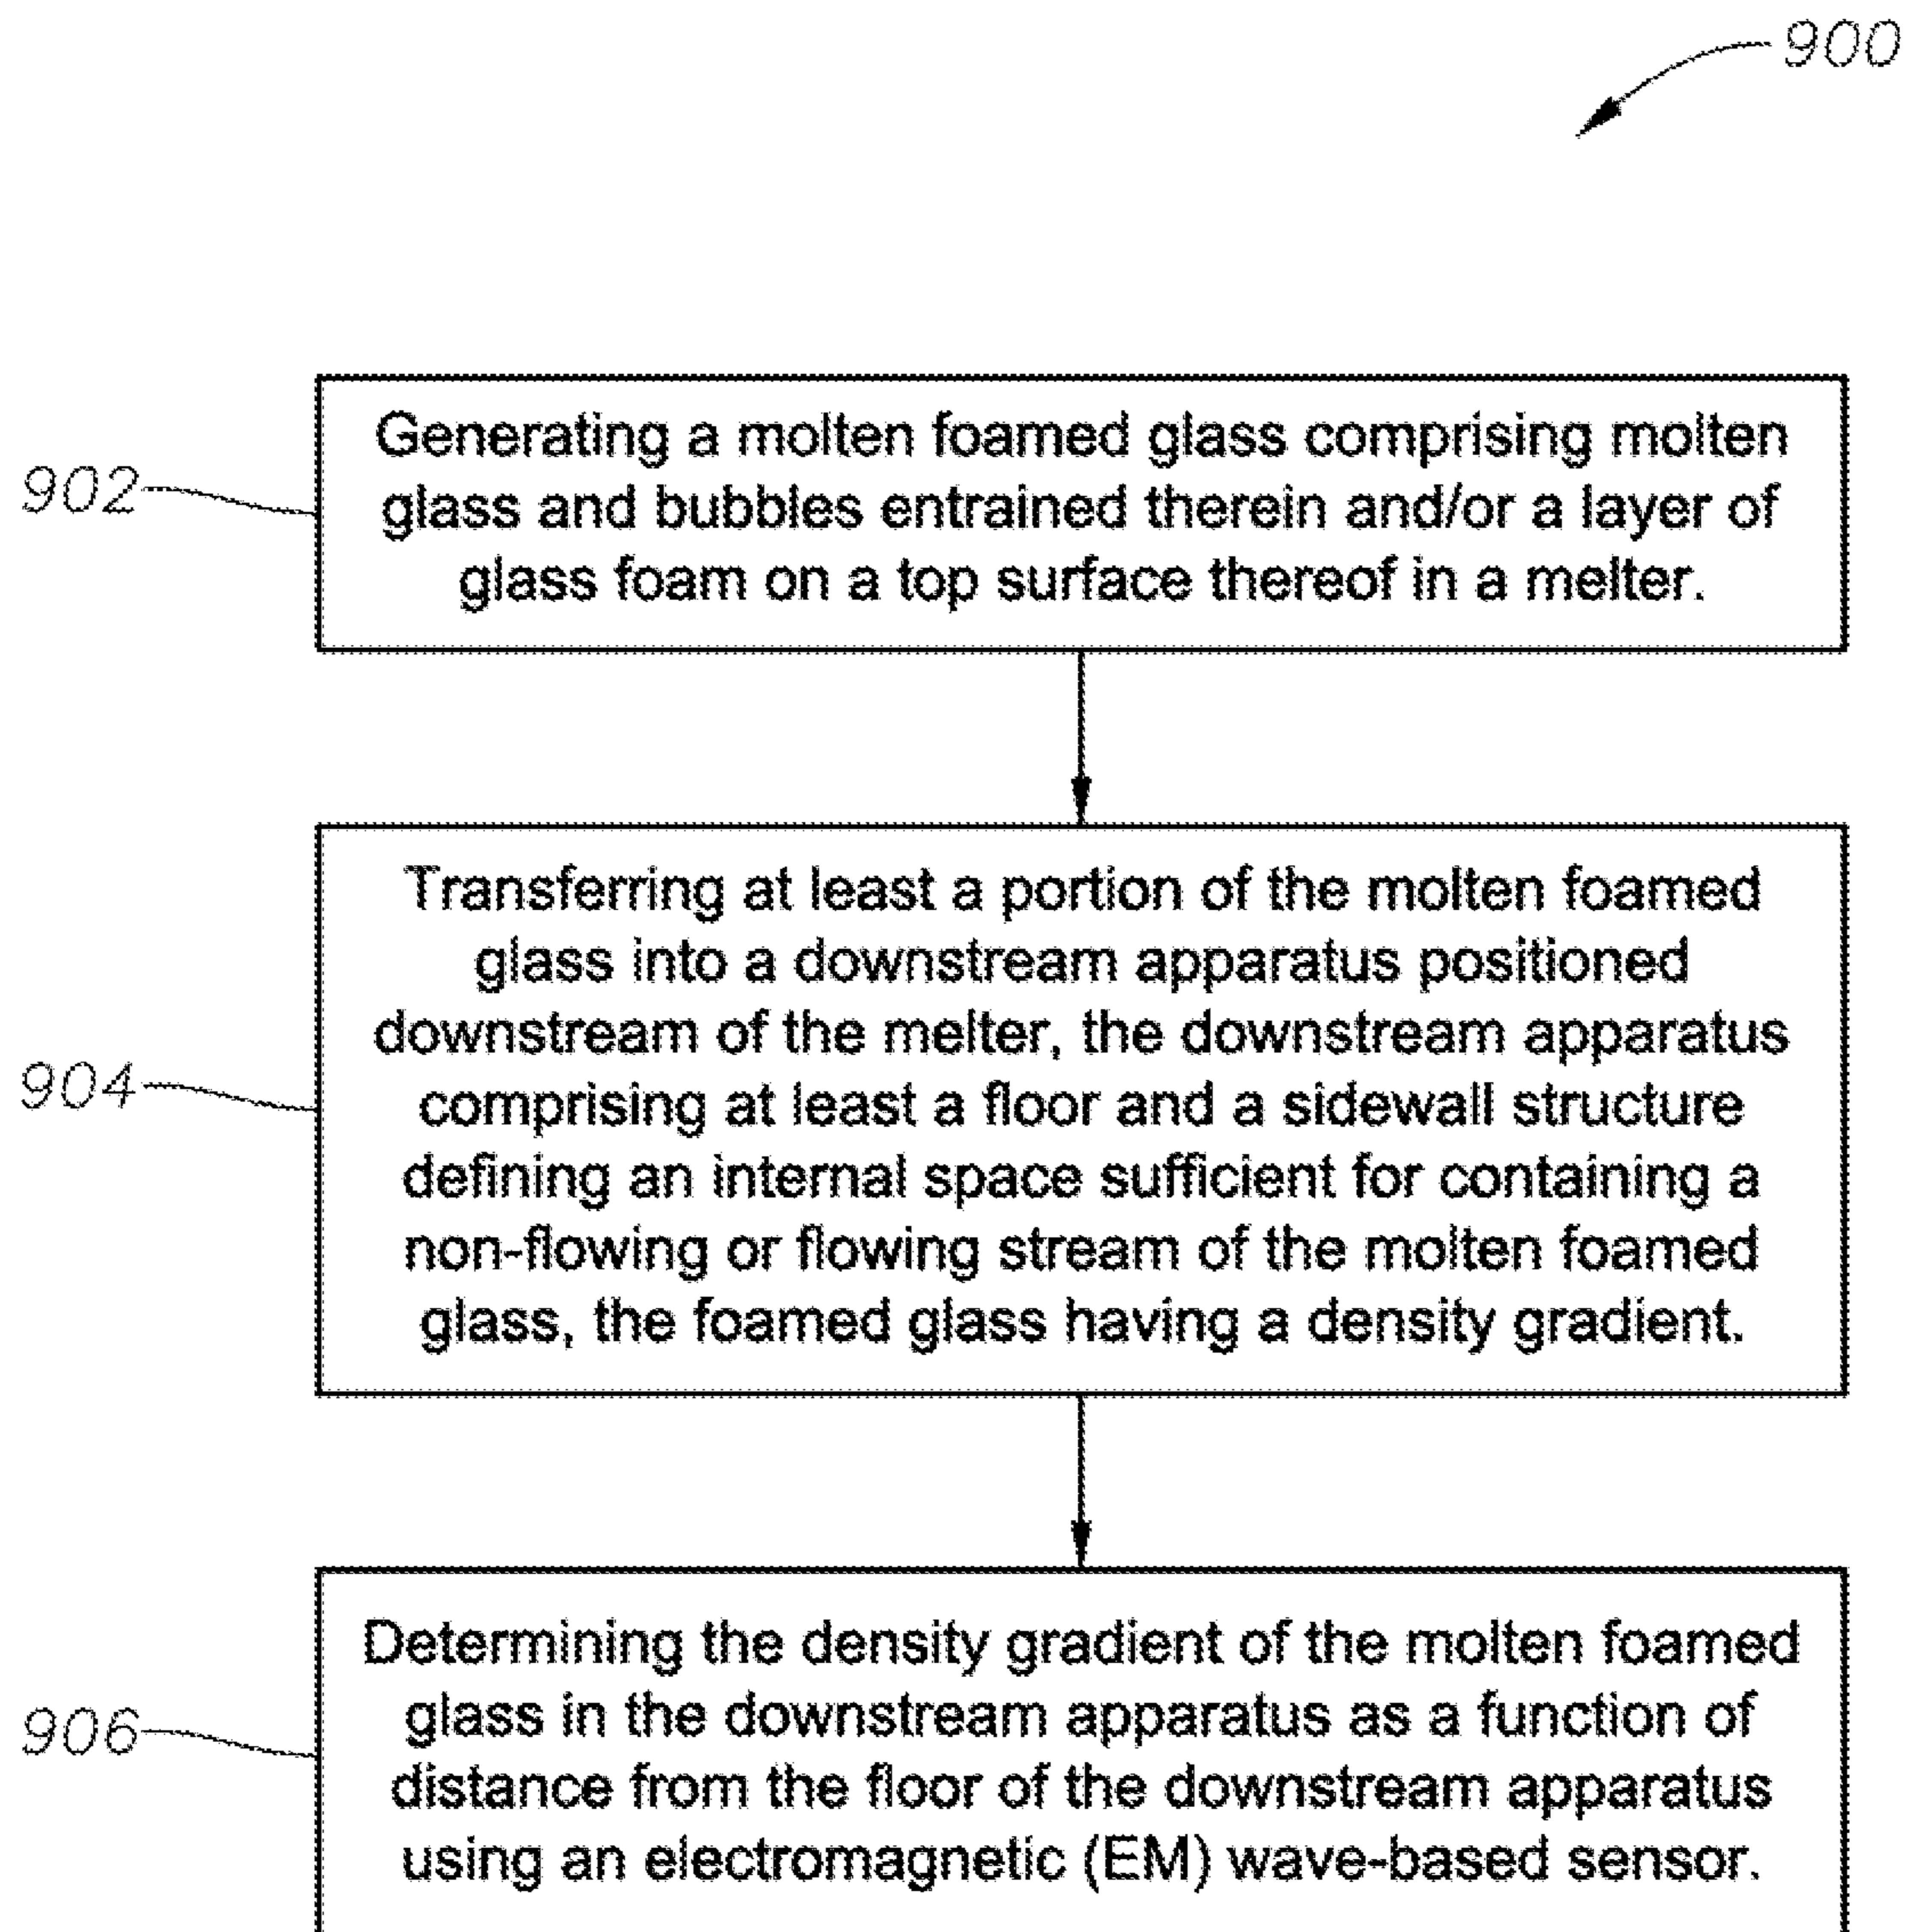 900
902
Generating a molten foamed glass comprising molten
glass and bubbles entrained therein and/or a layer of
glass foam on a top surface thereof in a melter.
904
Transferring at least a portion of the molten foamed
glass into a downstream apparatus positioned
downstream of the melter, the downstream apparatus
comprising at least a floor and a sidewall structure
defining an internal space sufficient for containing a
non-flowing or flowing stream of the molten foamed
glass, the foamed glass having a density gradient.
906
Determining the density gradient of the molten foamed
glass in the downstream apparatus as a function of
distance from the floor of the downstream apparatus
using an electromagnetic (EM) wave-based sensor.